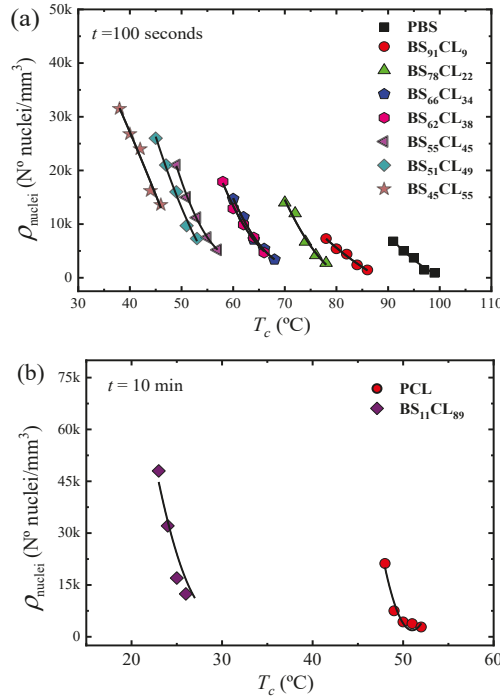 (a)
t =100 seconds
PBS
BS₉₁CL₉
BS₇₈CL₂₂
BS₆₆CL₃₄
BS₆₂CL₃₈
BS₅₅CL₄₅
BS₅₁CL₄₉
BS₄₅CL₅₅
50k
40k
30k
20k
10k
0
ρnuclei (Nº nuclei/mm³)
30 40 50 60 70 80 90 100 110
Tc (ºC)
(b)
t = 10 min
PCL
BS₁₁CL₈₉
75k
60k
45k
30k
15k
0
ρnuclei (Nº nuclei/mm³)
20 30 40 50 60
Tc (ºC)